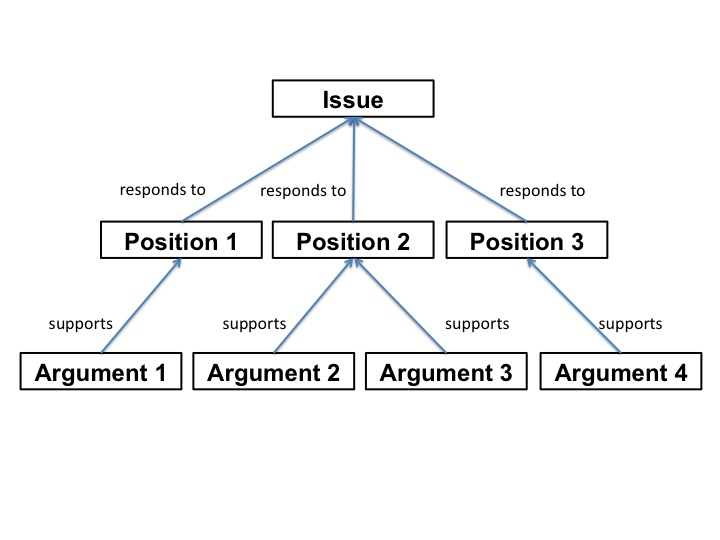 Issue
responds to
responds to
responds to
Position 1
Position 2
Position 3
supports
supports
supports
supports
Argument 1
Argument 2
Argument 3
Argument 4